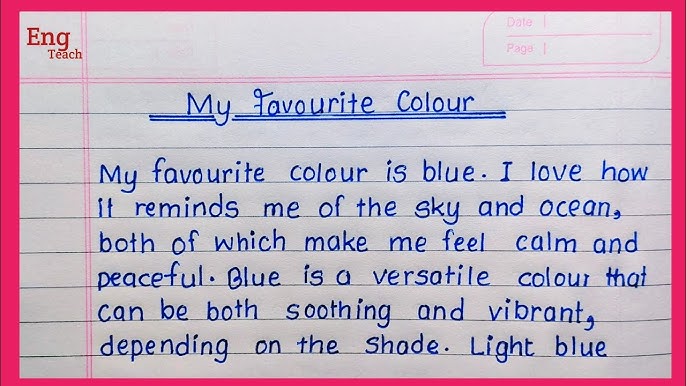 Eng
Teach
Date
Page
My Favourite Colour
My favourite colour is blue. I love how
it reminds me of the sky and ocean,
both of which make me feel calm and
peaceful. Blue is a versatile colour that
can be both soothing and vibrant,
depending on the shade. Light blue